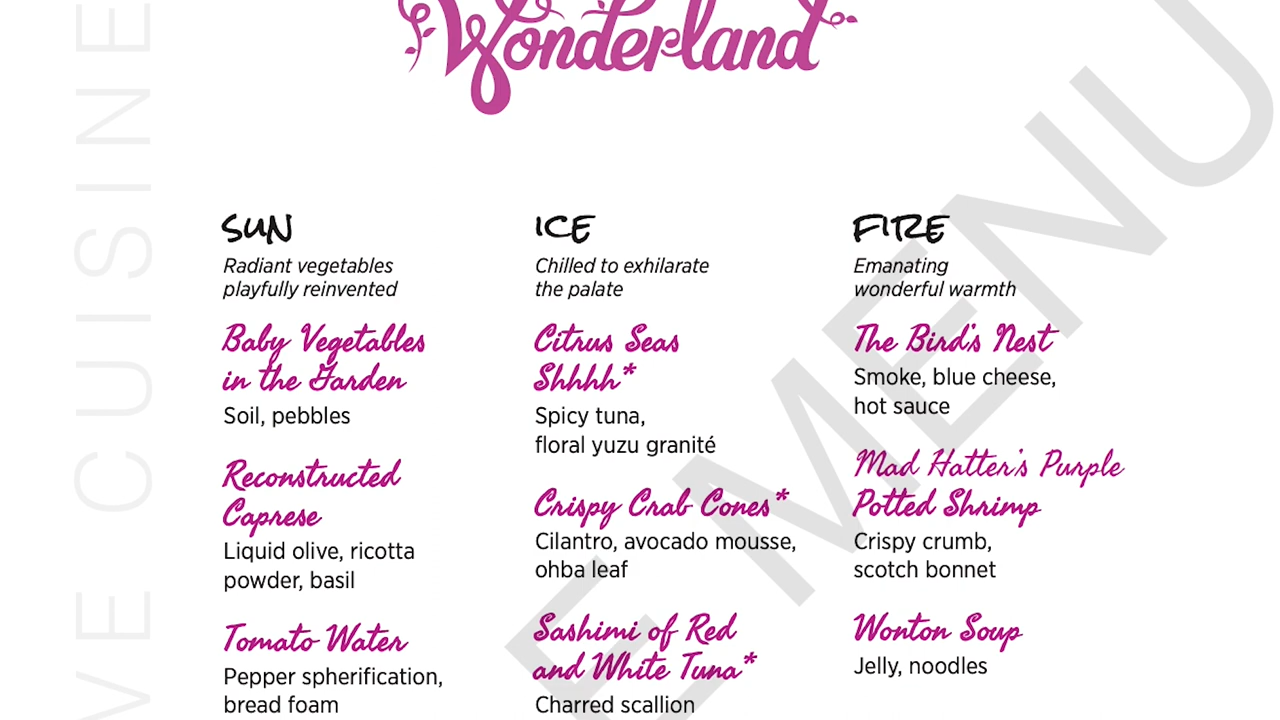 Wonderland
SUN
Radiant vegetables
playfully reinvented
Baby Vegetables
in the Garden
Soil, pebbles
Reconstructed
Caprese
Liquid olive, ricotta
powder, basil
Tomato Water
Pepper spherification,
bread foam
ICE
Chilled to exhilarate
the palate
Citrus Seas
Shhhh*
Spicy tuna,
floral yuzu granité
Crispy Crab Cones*
Cilantro, avocado mousse,
ohba leaf
Sashimi of Red
and White Tuna*
Charred scallion
FIRE
Emanating
wonderful warmth
The Bird's Nest
Smoke, blue cheese,
hot sauce
Mad Hatter's Purple
Potted Shrimp
Crispy crumb,
scotch bonnet
Wonton Soup
Jelly, noodles
VE CUISINE
E MENU